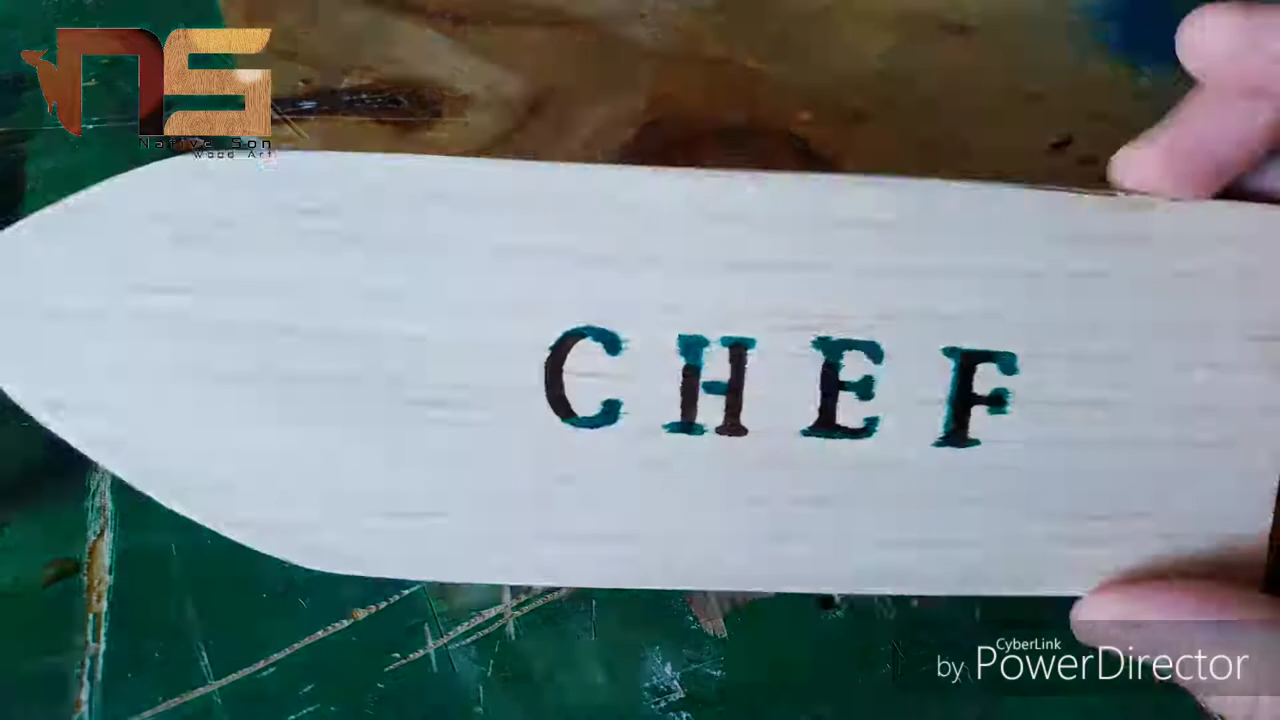 NS
Native Son
Wood Art
CHEF
CyberLink
by PowerDirector